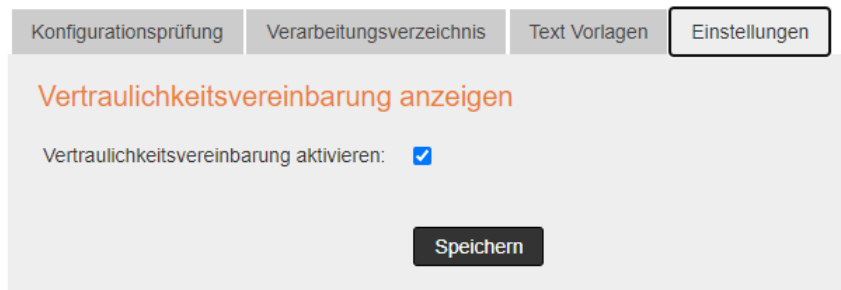 Konfigurationsprüfung Verarbeitungsverzeichnis Text Vorlagen Einstellungen
Vertraulichkeitsvereinbarung anzeigen
Vertraulichkeitsvereinbarung aktivieren:
Speichern